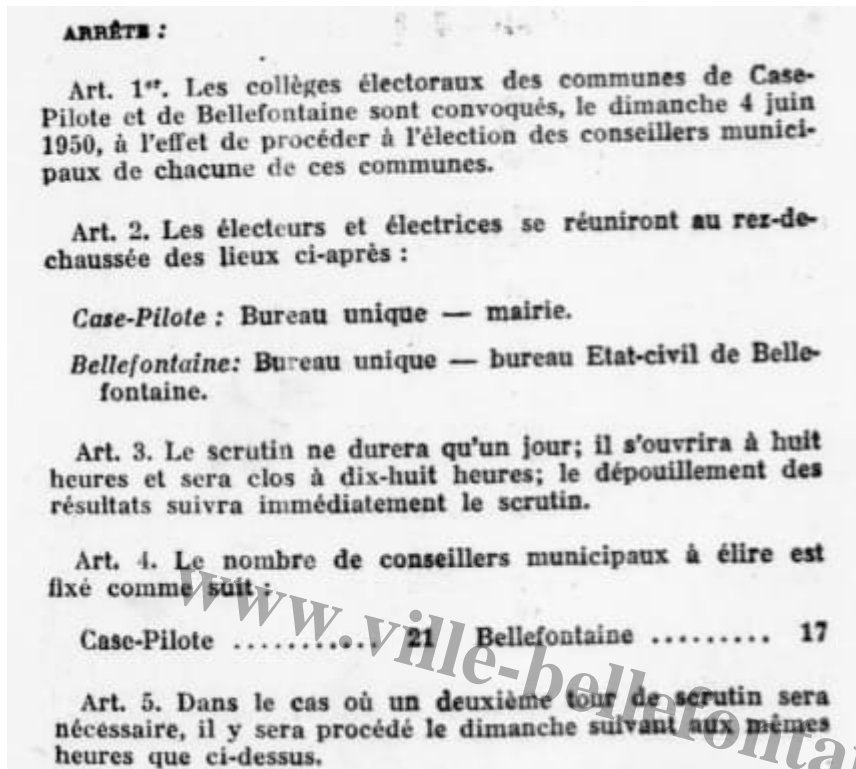 ARRÊTE :
Art. 1er. Les collèges électoraux des communes de Case-
Pilote et de Bellefontaine sont convoqués, le dimanche 4 juin
1950, à l'effet de procéder à l'élection des conseillers munici-
paux de chacune de ces communes.
Art. 2. Les électeurs et électrices se réuniront au rez-de-
chaussée des lieux ci-après :
Case-Pilote : Bureau unique — mairie.
Bellefontaine: Bureau unique — bureau Etat-civil de Belle-
fontaine.
Art. 3. Le scrutin ne durera qu'un jour; il s'ouvrira à huit
heures et sera clos à dix-huit heures; le dépouillement des
résultats suivra immédiatement le scrutin.
Art. 4. Le nombre de conseillers municipaux à élire est
fixé comme suit :
Case-Pilote ............ 21 Bellefontaine ......... 17
Art. 5. Dans le cas où un deuxième tour de scrutin sera
nécessaire, il y sera procédé le dimanche suivant aux mêmes
heures que ci-dessus.
www.ville-bellefontai